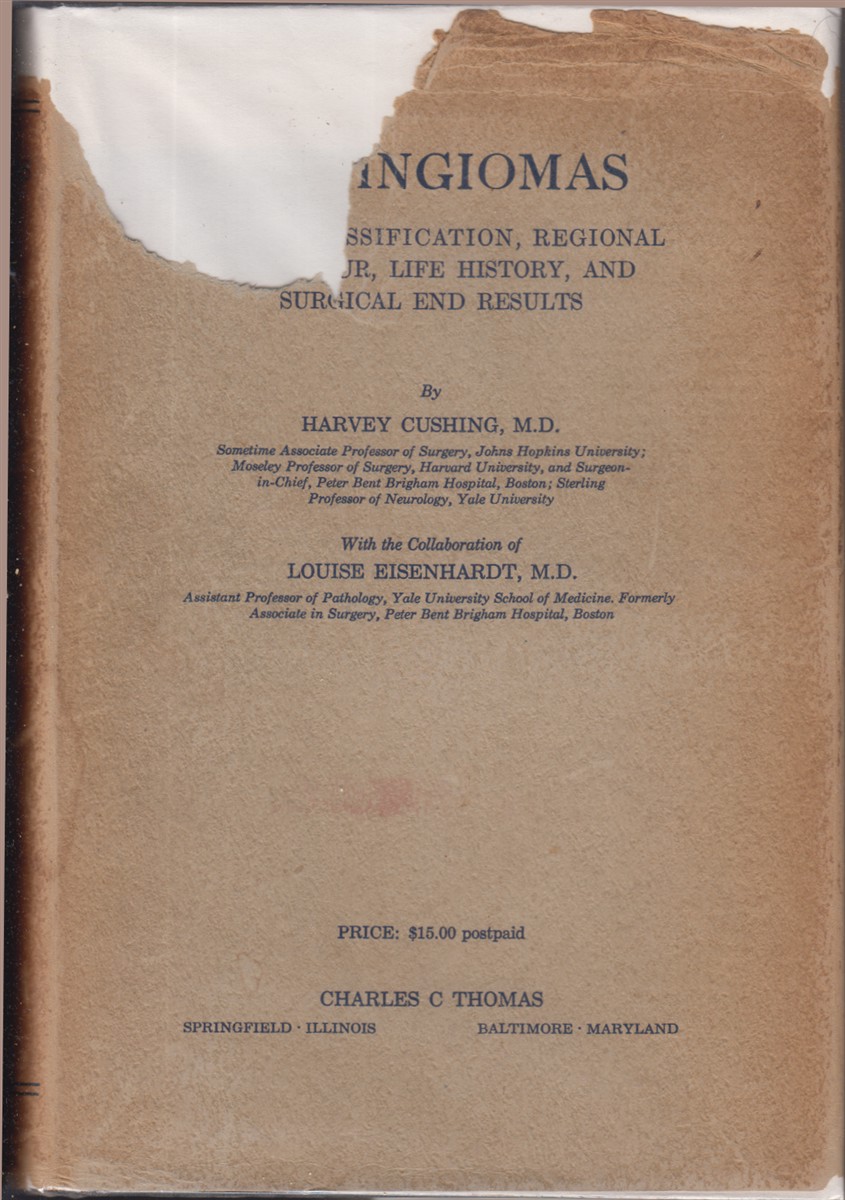 INGIOMAS
SSIFICATION, REGIONAL
UR, LIFE HISTORY, AND
SURGICAL END RESULTS
By
HARVEY CUSHING, M.D.
Sometime Associate Professor of Surgery, Johns Hopkins University;
Moseley Professor of Surgery, Harvard University, and Surgeon-
in-Chief, Peter Bent Brigham Hospital, Boston; Sterling
Professor of Neurology, Yale University
With the Collaboration of
LOUISE EISENHARDT, M.D.
Assistant Professor of Pathology, Yale University School of Medicine. Formerly
Associate in Surgery, Peter Bent Brigham Hospital, Boston
PRICE: $15.00 postpaid
CHARLES C THOMAS
SPRINGFIELD · ILLINOIS BALTIMORE · MARYLAND